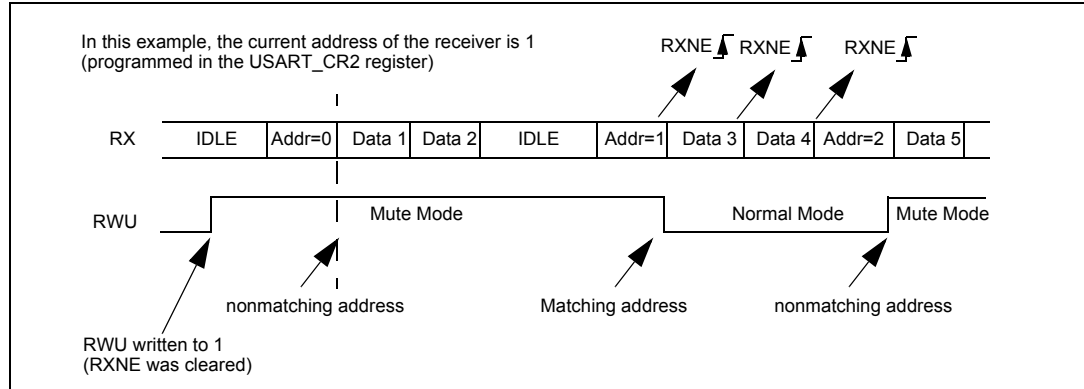 In this example, the current address of the receiver is 1
(programmed in the USART_CR2 register)
RXNE RXNE RXNE
RX IDLE Addr=0 Data 1 Data 2 IDLE Addr=1 Data 3 Data 4 Addr=2 Data 5
RWU Mute Mode Normal Mode Mute Mode
nonmatching address Matching address nonmatching address
RWU written to 1
(RXNE was cleared)